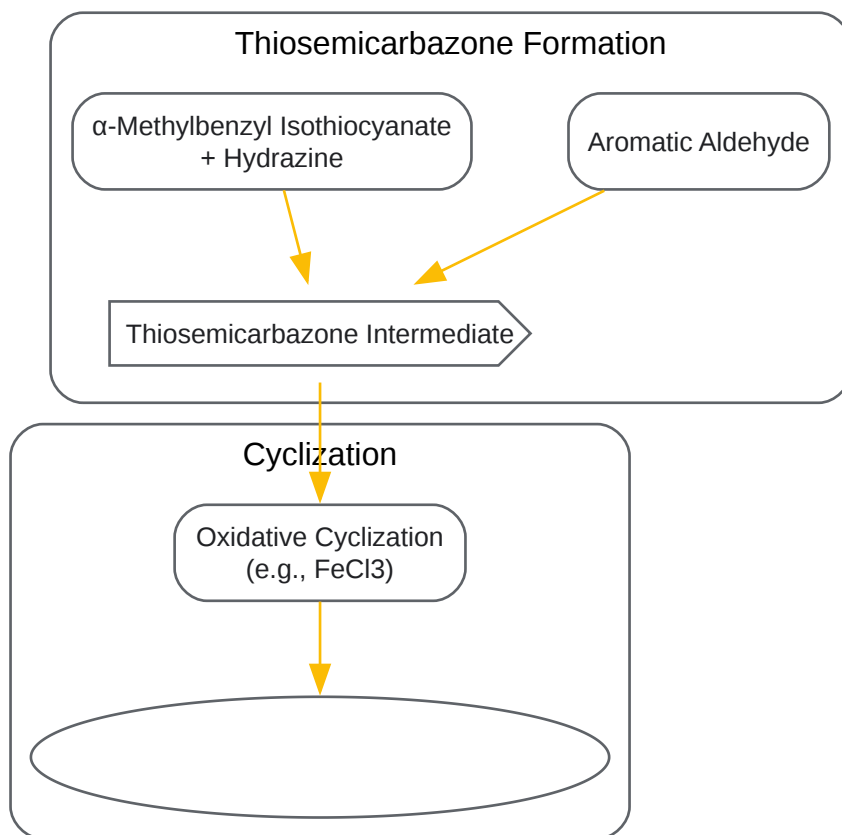 Thiosemicarbazone Formation
α-Methylbenzyl Isothiocyanate
+ Hydrazine
Aromatic Aldehyde
Thiosemicarbazone Intermediate
Cyclization
Oxidative Cyclization
(e.g., FeCl3)